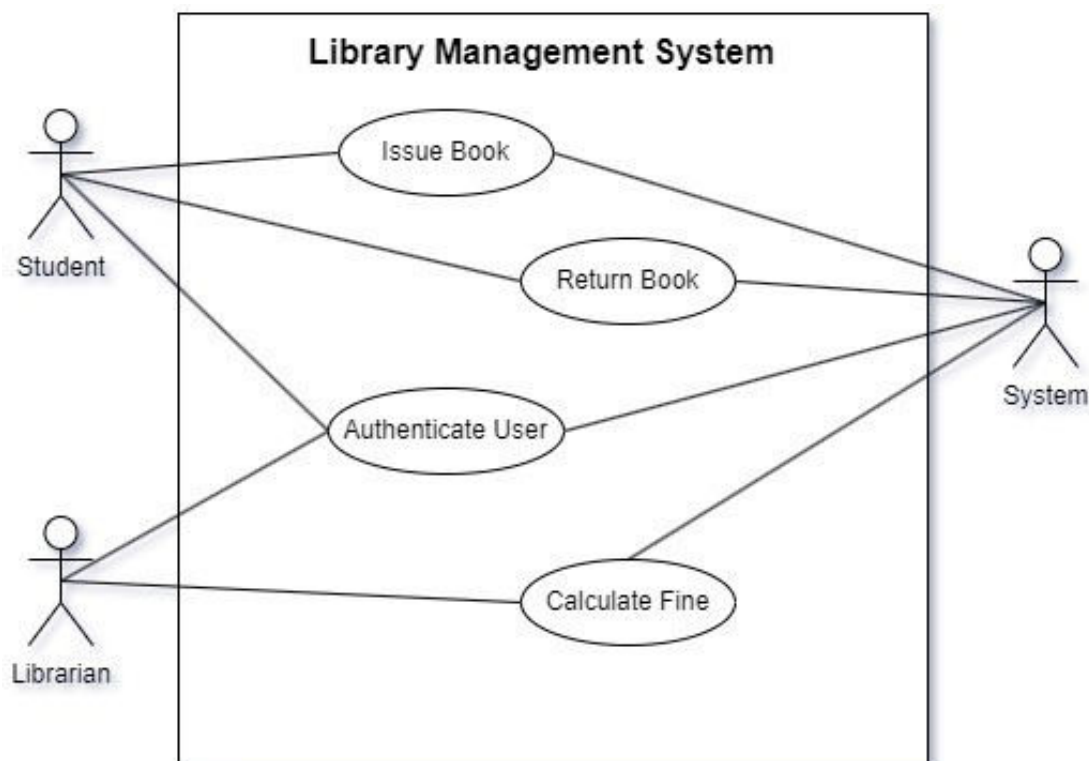 Library Management System
Issue Book
Student
Return Book
System
Authenticate User
Calculate Fine
Librarian